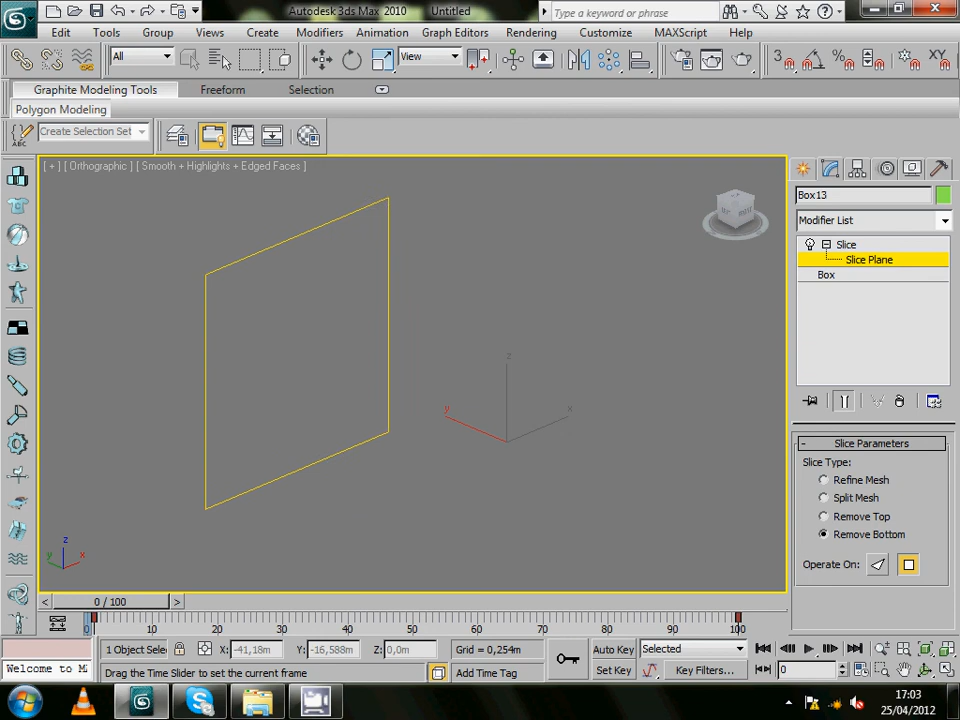 Autodesk 3ds Max 2010 Untitled
Type a keyword or phrase
Edit Tools Group Views Create Modifiers Animation Graph Editors Rendering Customize MAXScript Help
All
View
3
%
XY
Graphite Modeling Tools Freeform Selection
Polygon Modeling
ABC
Create Selection Set
[ + ] [ Orthographic ] [ Smooth + Highlights + Edged Faces ]
z
y
x
z
y
x
Box13
Modifier List
Slice
Slice Plane
Box
- Slice Parameters
Slice Type:
Refine Mesh
Split Mesh
Remove Top
Remove Bottom
Operate On:
< 0 / 100 >
0 10 20 30 40 50 60 70 80 90 100
1 Object Selec X: -41,18m Y: -16,588m Z: 0,0m Grid = 0,254m Auto Key Selected
Welcome to M Drag the Time Slider to set the current frame Add Time Tag Set Key Key Filters... 0
17:03
25/04/2012